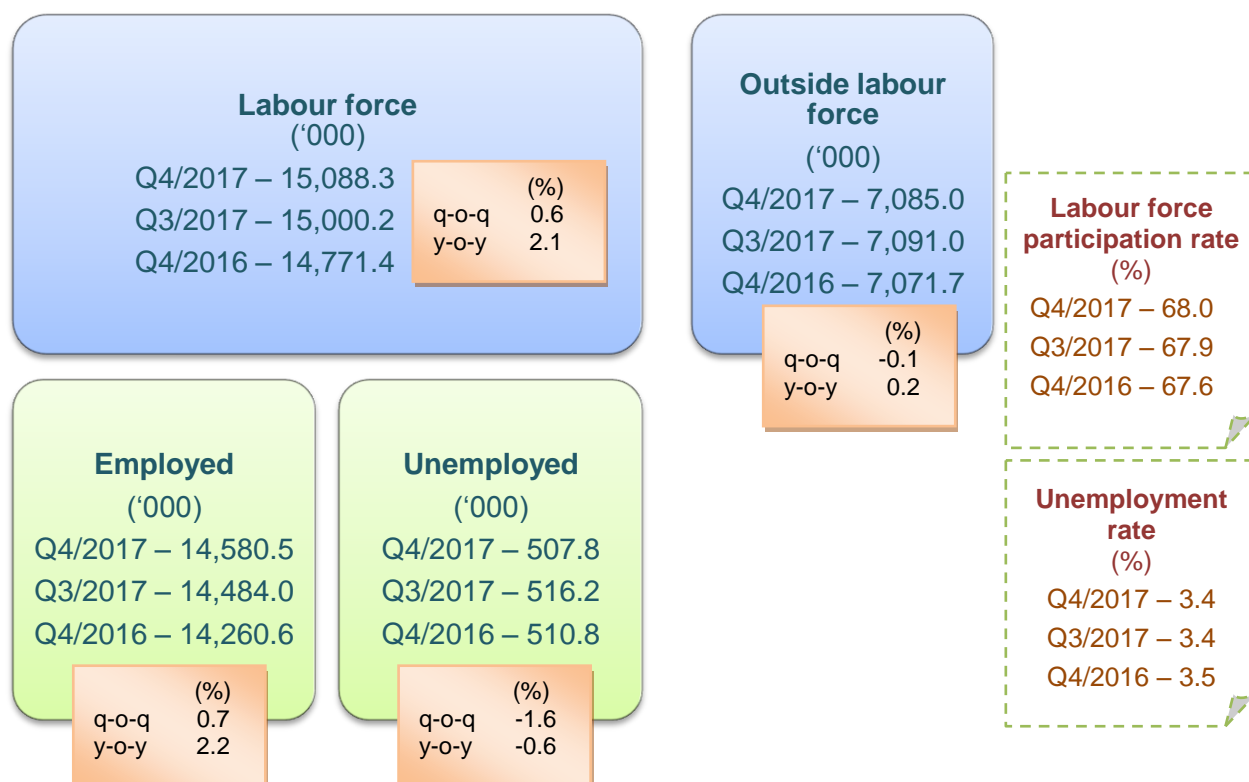 Labour force
(‘000)
Q4/2017 – 15,088.3
Q3/2017 – 15,000.2
Q4/2016 – 14,771.4
(%)
q-o-q 0.6
y-o-y 2.1
Outside labour
force
(‘000)
Q4/2017 – 7,085.0
Q3/2017 – 7,091.0
Q4/2016 – 7,071.7
(%)
q-o-q -0.1
y-o-y 0.2
Labour force
participation rate
(%)
Q4/2017 – 68.0
Q3/2017 – 67.9
Q4/2016 – 67.6
Employed
(‘000)
Q4/2017 – 14,580.5
Q3/2017 – 14,484.0
Q4/2016 – 14,260.6
(%)
q-o-q 0.7
y-o-y 2.2
Unemployed
(‘000)
Q4/2017 – 507.8
Q3/2017 – 516.2
Q4/2016 – 510.8
(%)
q-o-q -1.6
y-o-y -0.6
Unemployment
rate
(%)
Q4/2017 – 3.4
Q3/2017 – 3.4
Q4/2016 – 3.5